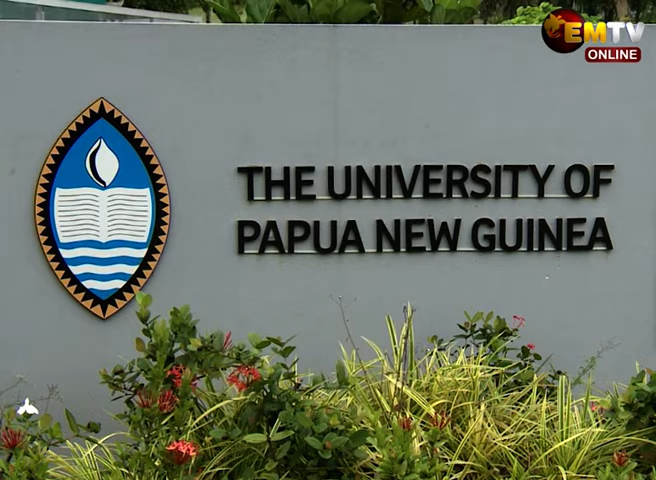 EMTV
ONLINE
THE UNIVERSITY OF
PAPUA NEW GUINEA